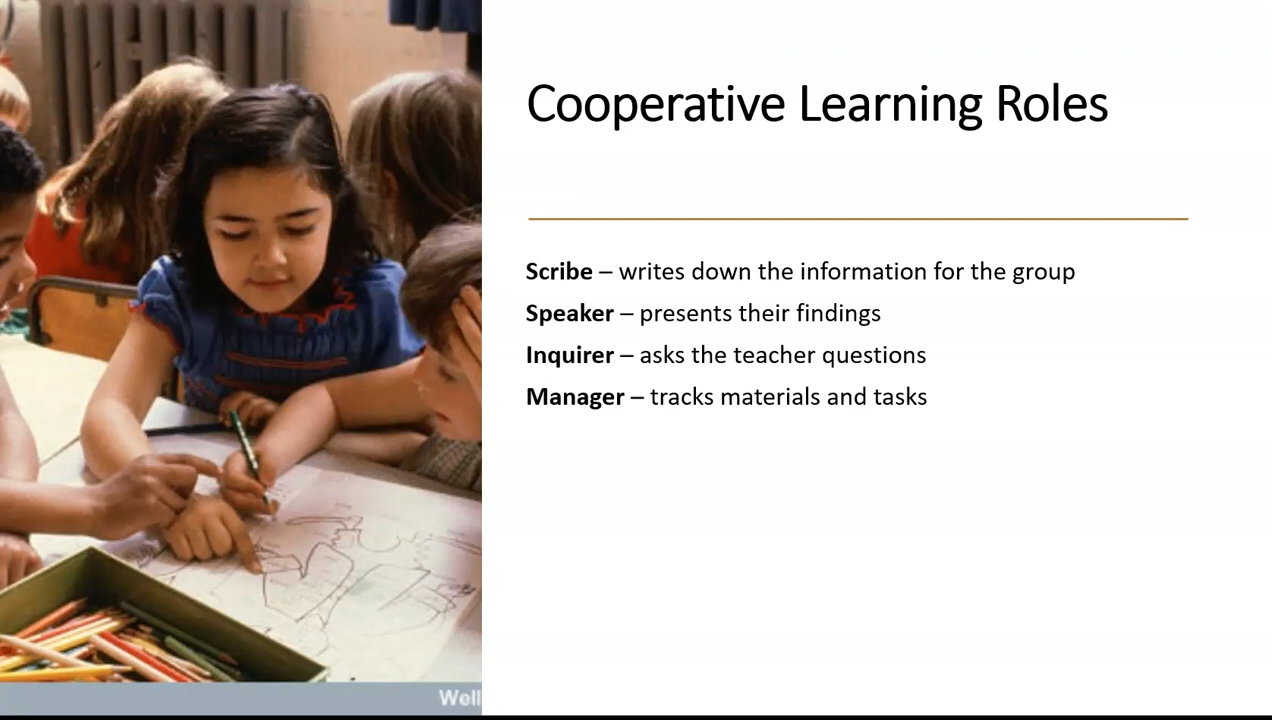 Cooperative Learning Roles
Scribe – writes down the information for the group
Speaker – presents their findings
Inquirer – asks the teacher questions
Manager – tracks materials and tasks
Well